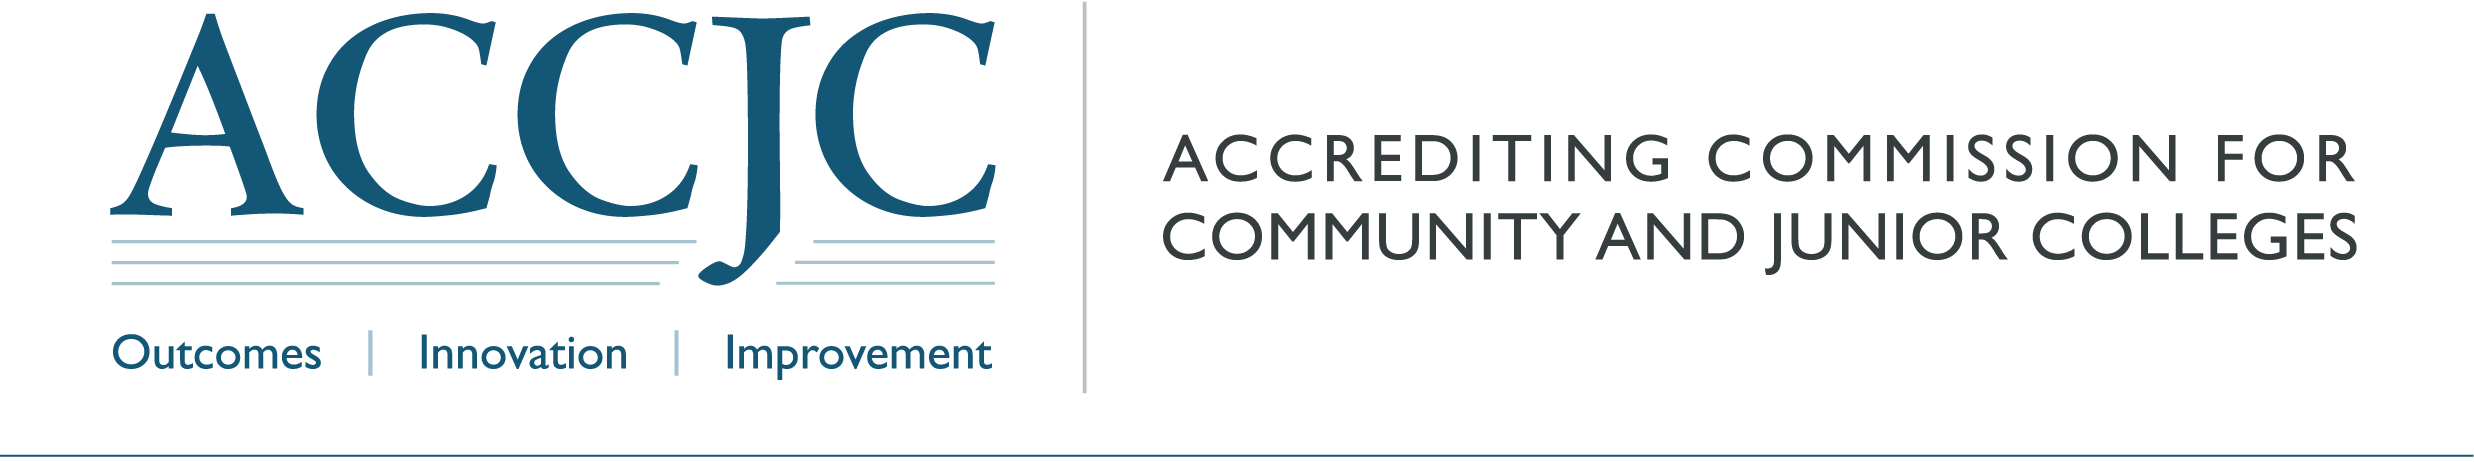 ACCJC
Outcomes | Innovation | Improvement
ACCREDITING COMMISSION FOR
COMMUNITY AND JUNIOR COLLEGES